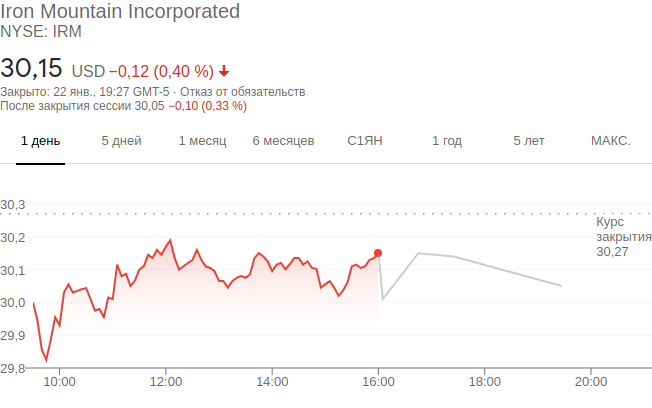 Iron Mountain Incorporated
NYSE: IRM
30,15 USD −0,12 (0,40 %)
Закрыто: 22 янв., 19:27 GMT-5 · Отказ от обязательств
После закрытия сессии 30,05 −0,10 (0,33 %)
1 день 5 дней 1 месяц 6 месяцев С1ЯН 1 год 5 лет МАКС.
30,3
Курс
закрытия
30,27
30,2
30,1
30,0
29,9
29,8
10:00 12:00 14:00 16:00 18:00 20:00